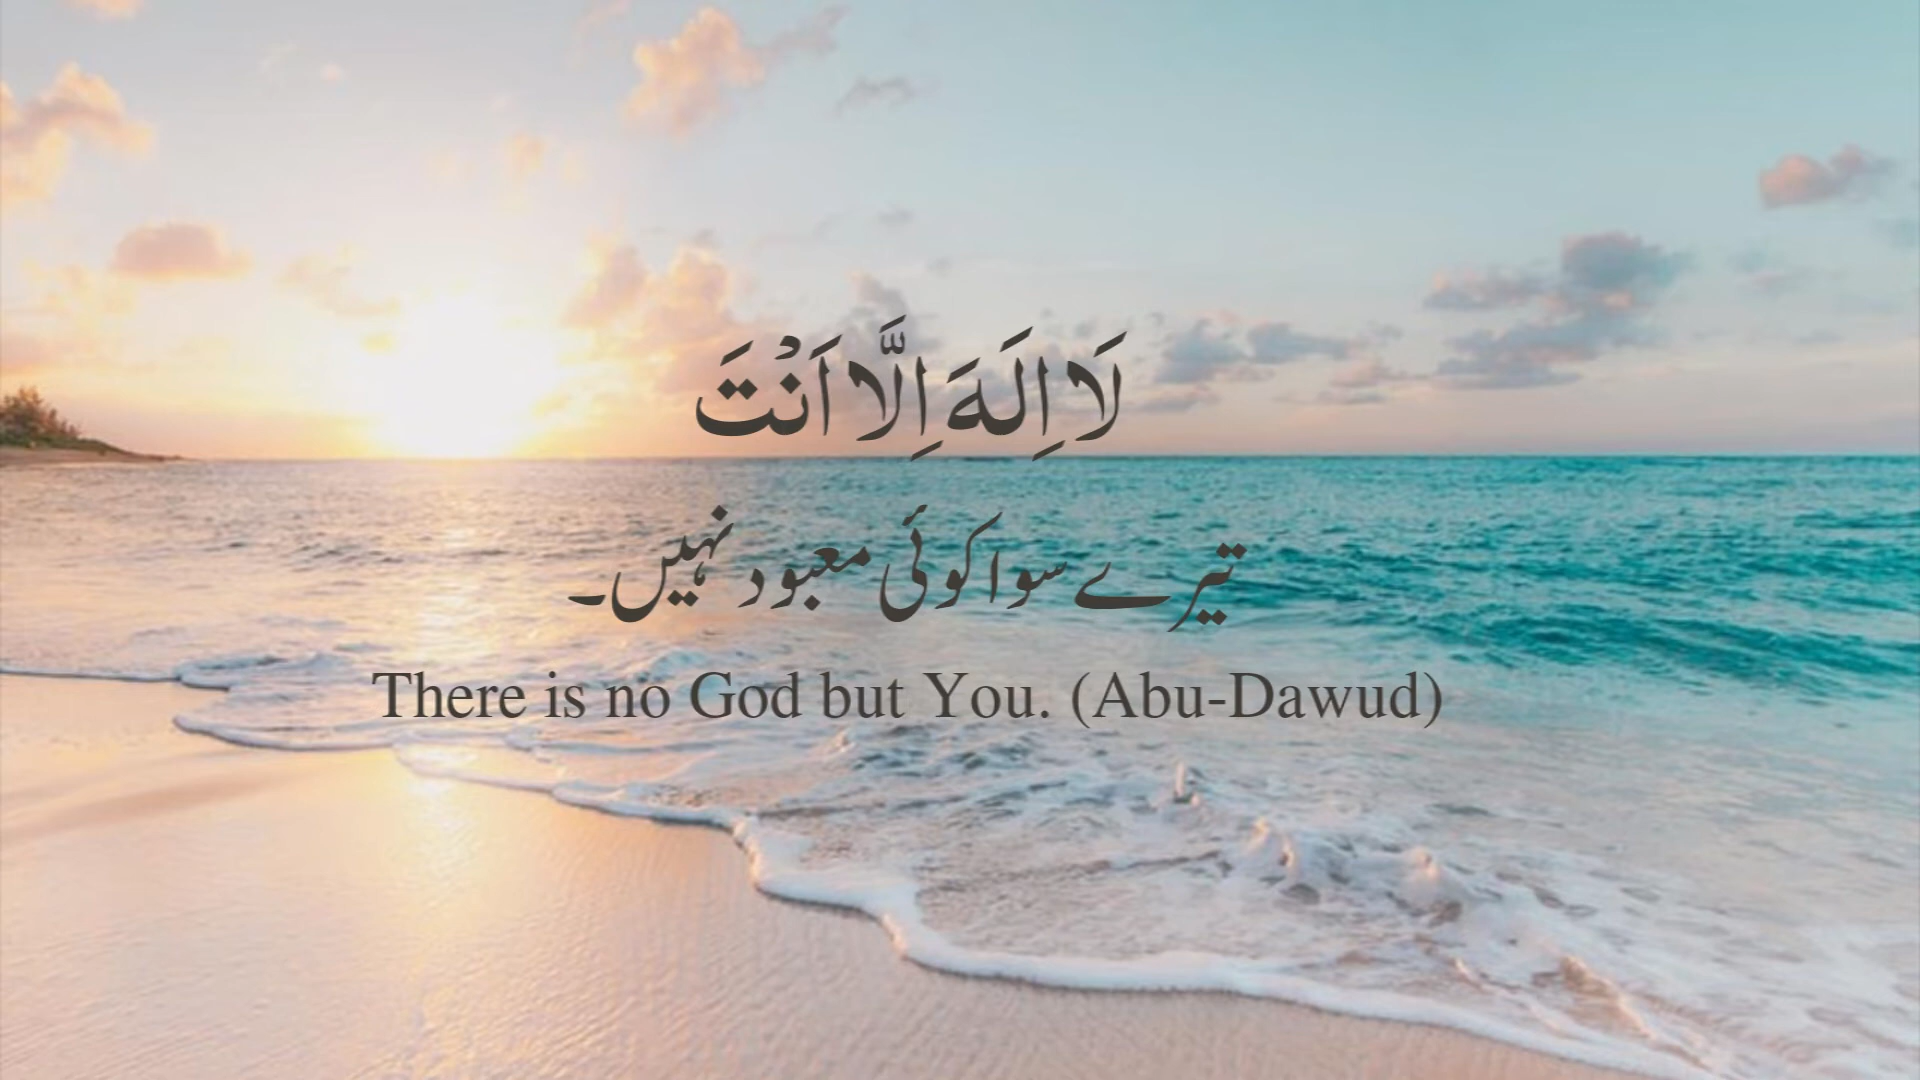 لَا اِلٰهَ اِلَّا اَنْتَ
تیرے سوا کوئی معبود نہیں۔
There is no God but You. (Abu-Dawud)